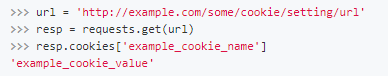 >>> url = 'http://example.com/some/cookie/setting/url'
>>> resp = requests.get(url)
>>> resp.cookies['example_cookie_name']
'example_cookie_value'